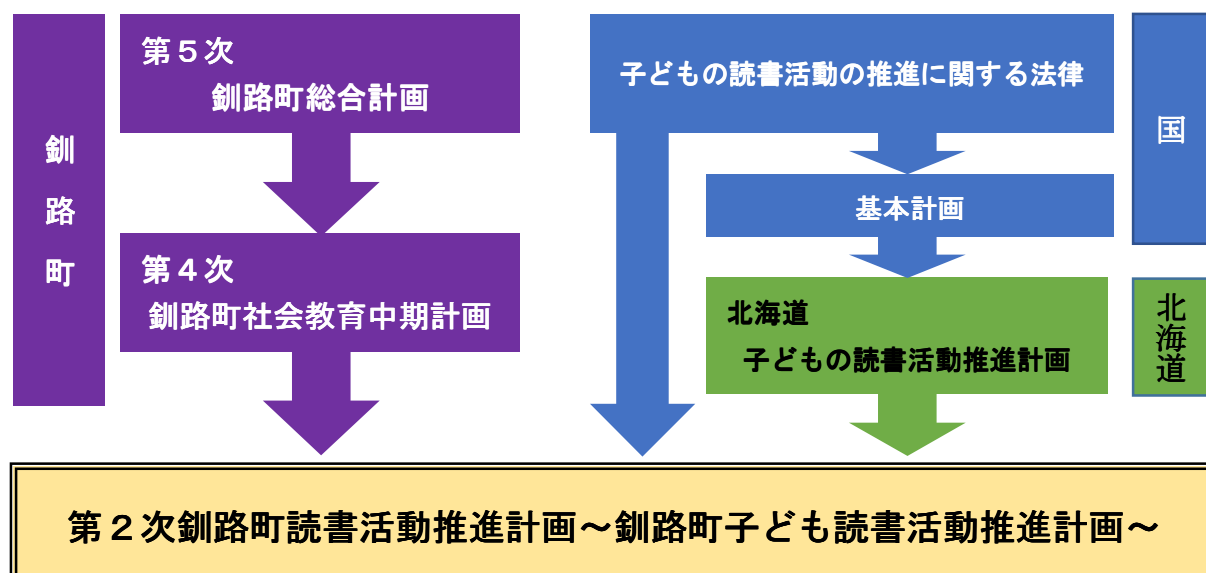 釧路町
第５次
釧路町総合計画
第４次
釧路町社会教育中期計画
子どもの読書活動の推進に関する法律
基本計画
国
北海道
子どもの読書活動推進計画
北海道
第２次釧路町読書活動推進計画～釧路町子ども読書活動推進計画～